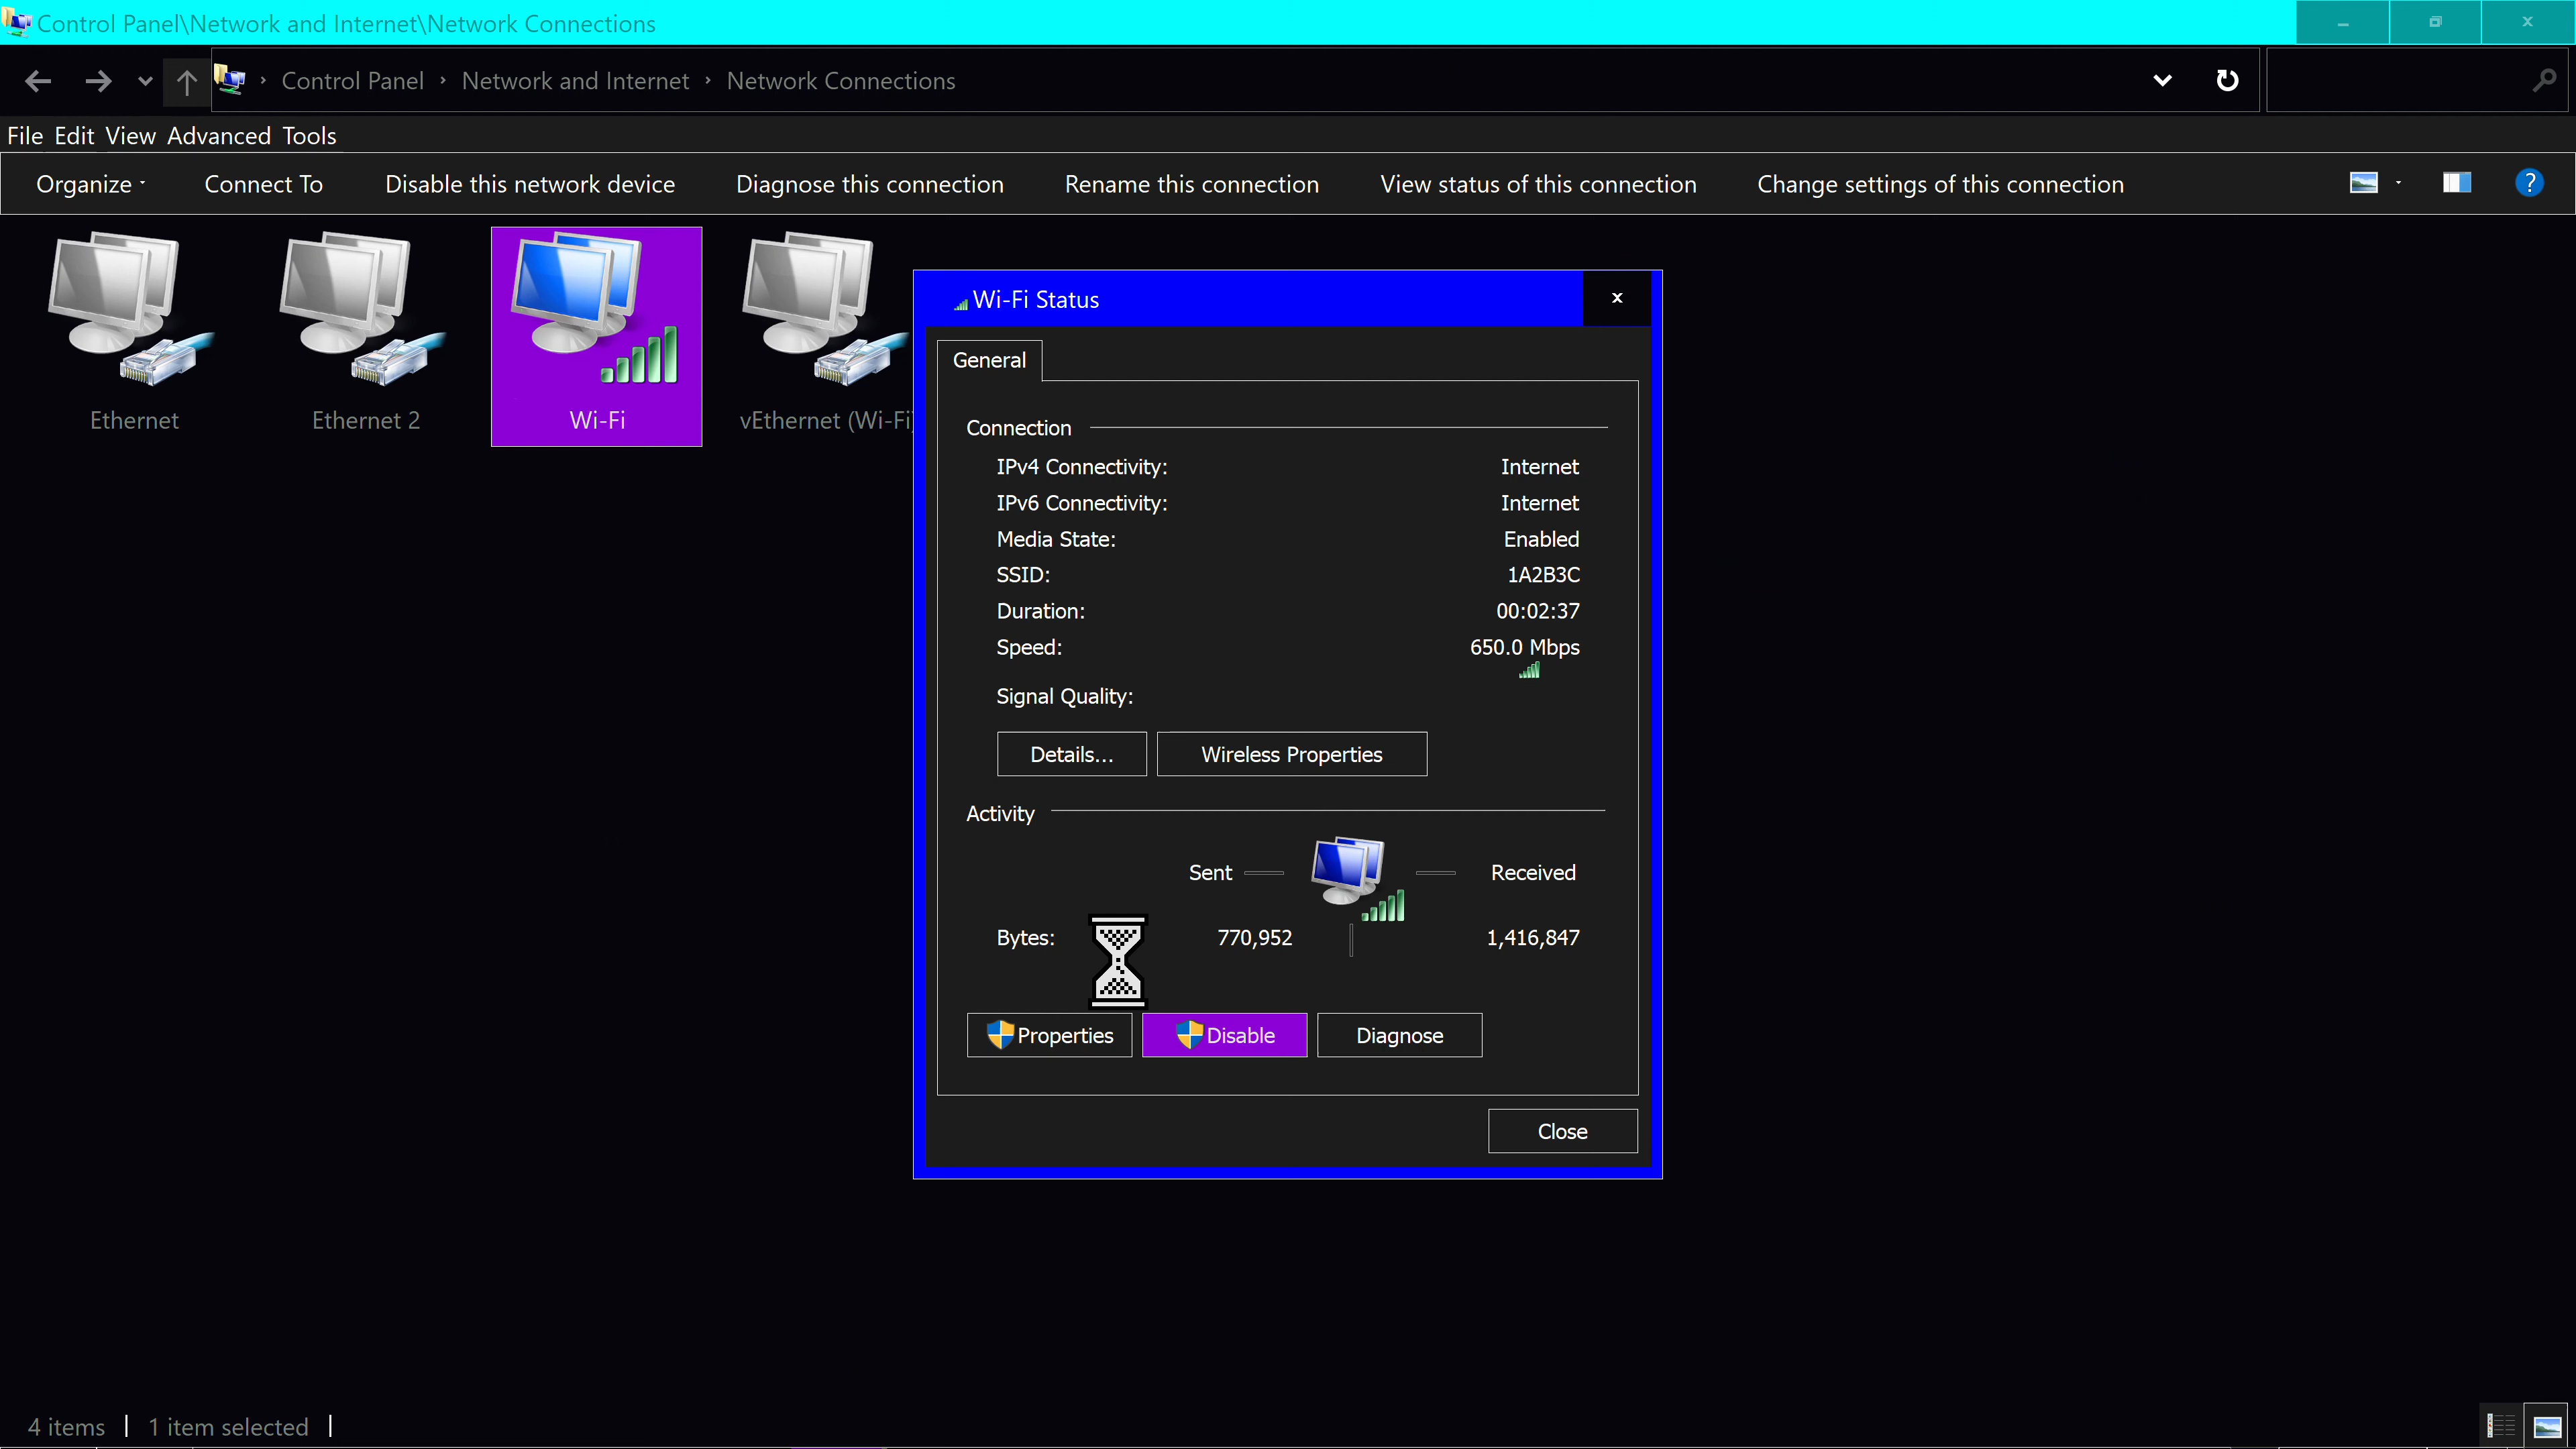 Control Panel\Network and Internet\Network Connections
Control Panel › Network and Internet › Network Connections
File Edit View Advanced Tools
Organize Connect To Disable this network device Diagnose this connection Rename this connection View status of this connection Change settings of this connection ?
Ethernet Ethernet 2 Wi-Fi vEthernet (Wi-Fi)
Wi-Fi Status x
General
Connection
IPv4 Connectivity: Internet
IPv6 Connectivity: Internet
Media State: Enabled
SSID: 1A2B3C
Duration: 00:02:37
Speed: 650.0 Mbps
Signal Quality:
Details... Wireless Properties
Activity
Sent Received
Bytes: 770,952 1,416,847
Properties Disable Diagnose
Close
4 items 1 item selected